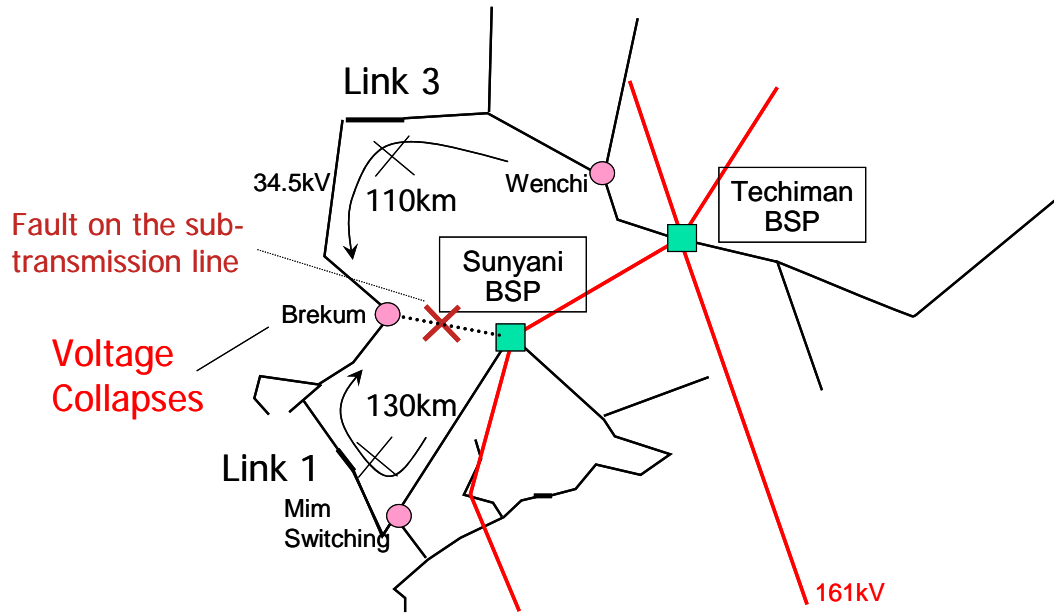 Link 3
34.5kV
110km
Wenchi
Techiman
BSP
Fault on the sub-
transmission line
Sunyani
BSP
Brekum
Voltage
Collapses
130km
Link 1
Mim
Switching
161kV